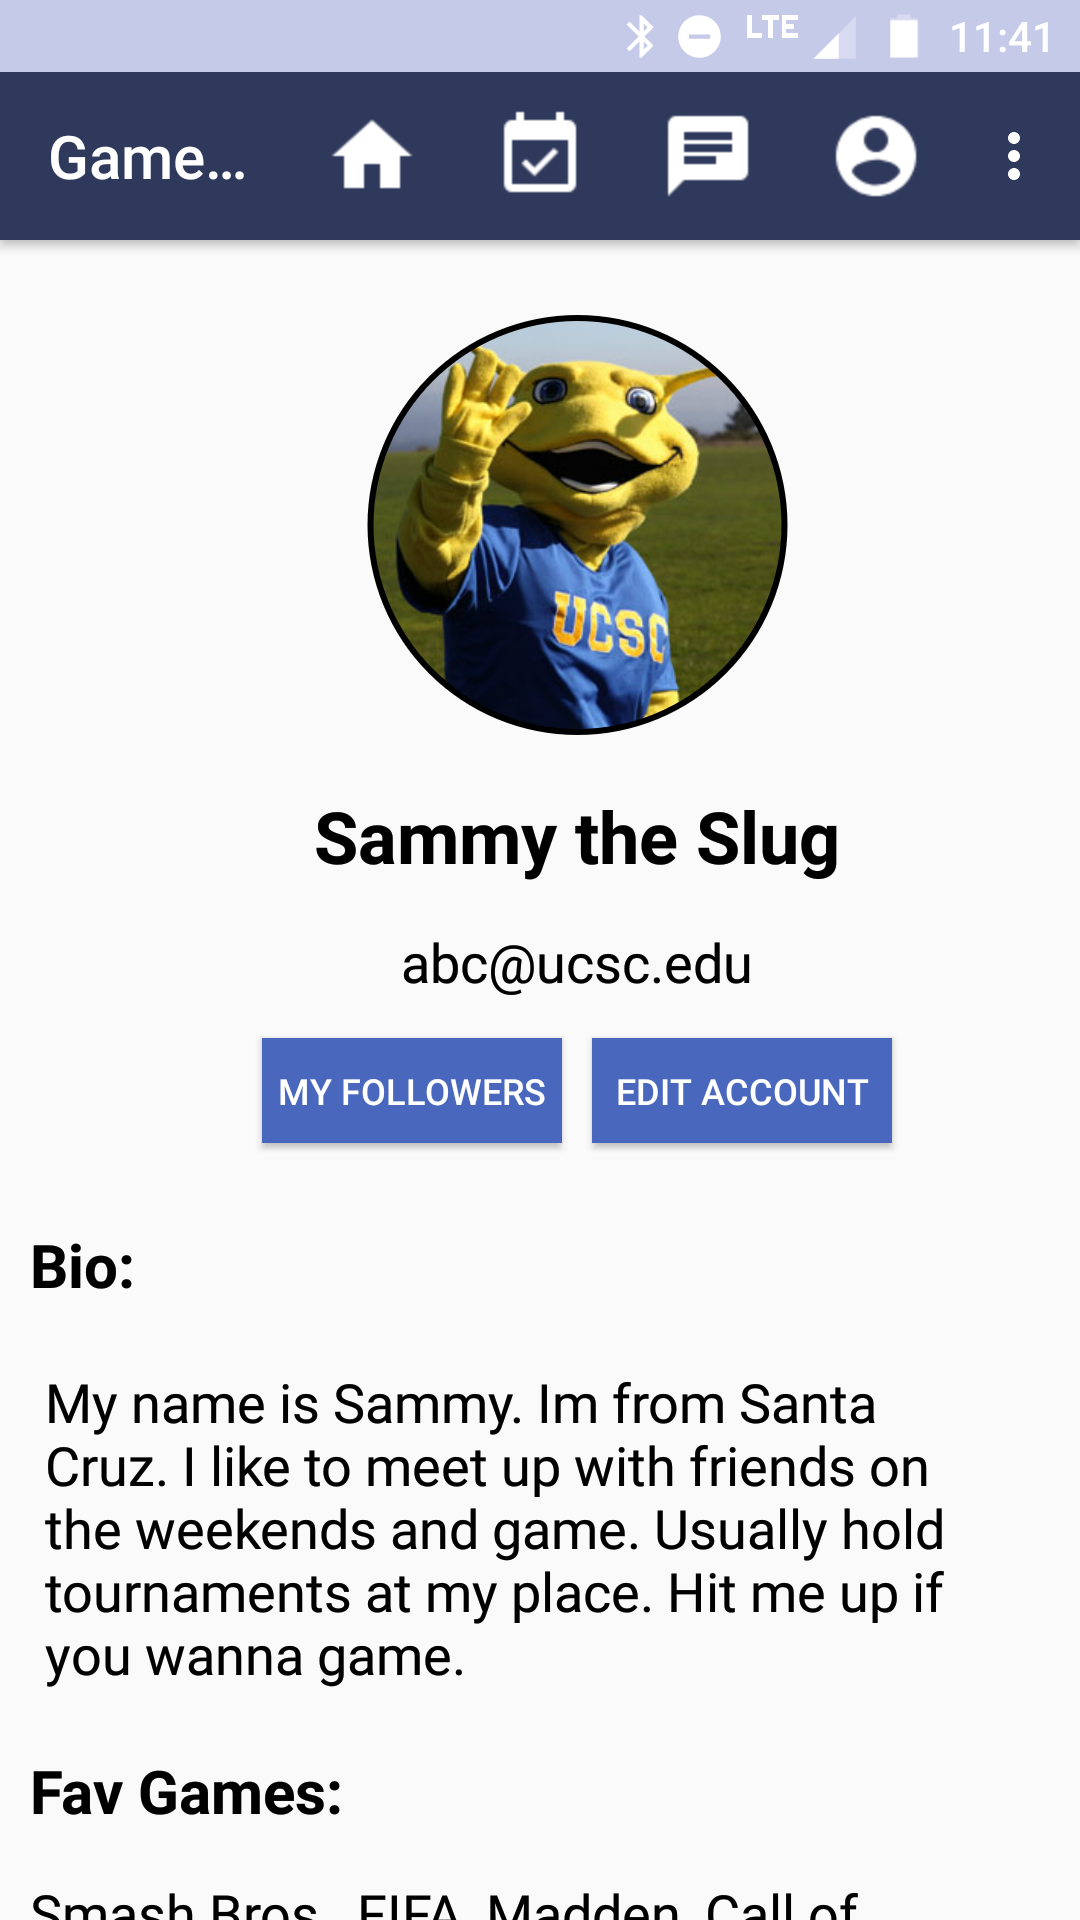 LTE 11:41
Game...
UCSC
Sammy the Slug
abc@ucsc.edu
MY FOLLOWERS EDIT ACCOUNT
Bio:
My name is Sammy. Im from Santa
Cruz. I like to meet up with friends on
the weekends and game. Usually hold
tournaments at my place. Hit me up if
you wanna game.
Fav Games:
Smash Bros., FIFA, Madden, Call of